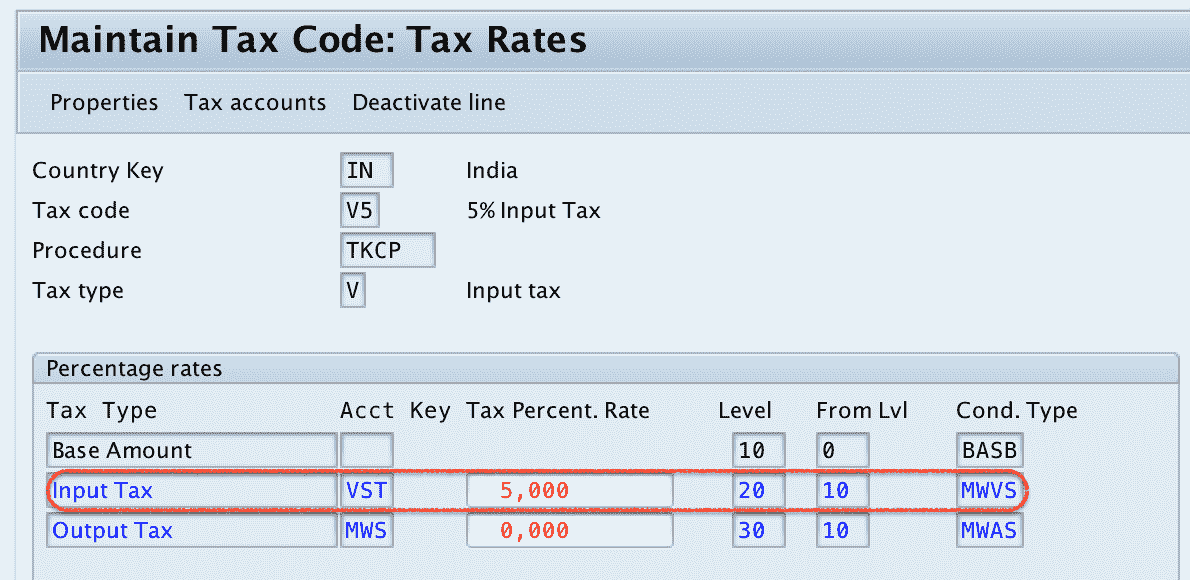 Maintain Tax Code: Tax Rates
Properties Tax accounts Deactivate line
Country Key IN India
Tax code V5 5% Input Tax
Procedure TKCP
Tax type V Input tax
Percentage rates
Tax Type Acct Key Tax Percent. Rate Level From Lvl Cond. Type
Base Amount 10 0 BASB
Input Tax VST 5,000 20 10 MWVS
Output Tax MWS 0,000 30 10 MWAS